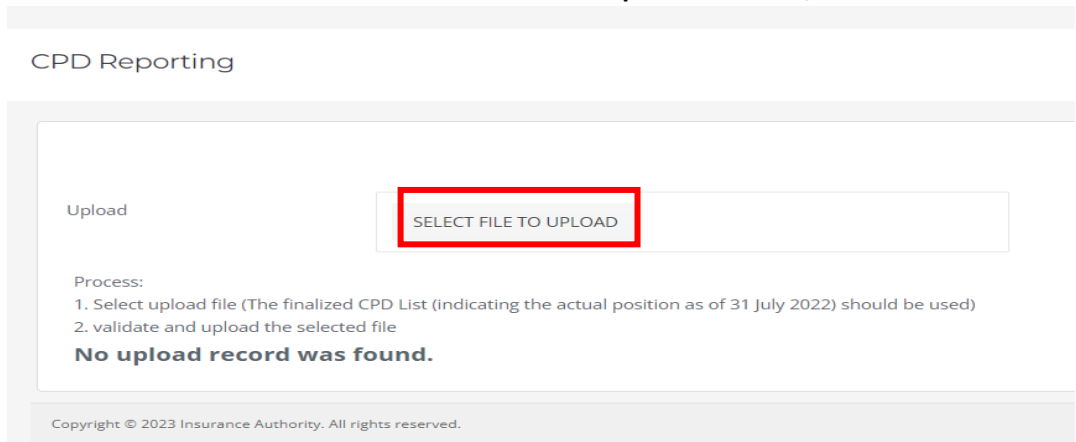 CPD Reporting
Upload
SELECT FILE TO UPLOAD
Process:
1. Select upload file (The finalized CPD List (indicating the actual position as of 31 July 2022) should be used)
2. validate and upload the selected file
No upload record was found.
Copyright © 2023 Insurance Authority. All rights reserved.